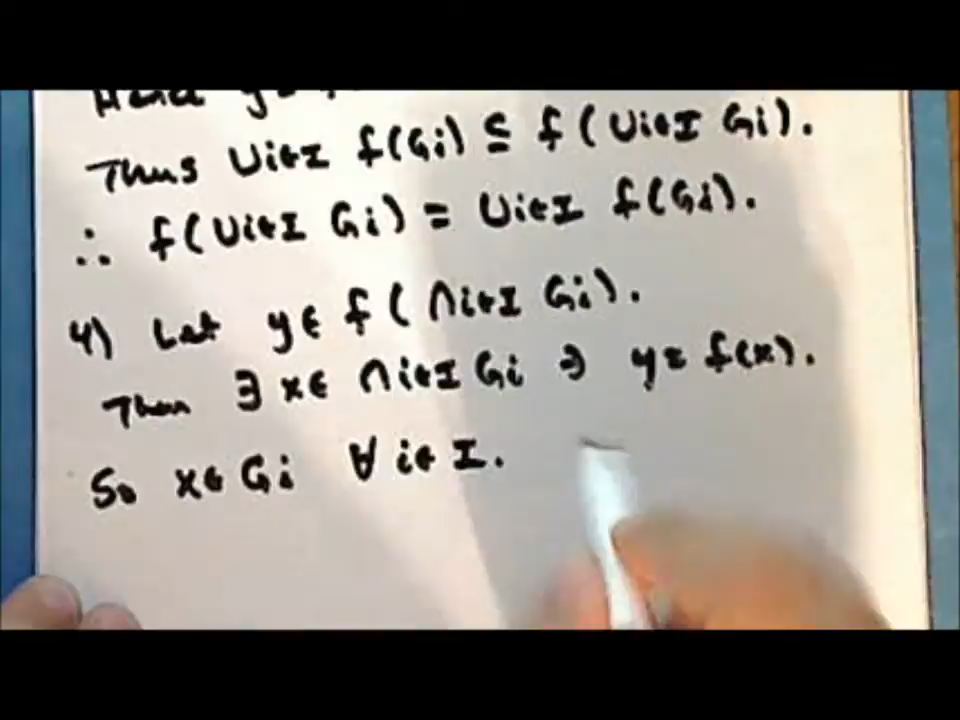 Thus ∪i∈I f(Gi) ⊆ f(∪i∈I Gi).
∴ f(∪i∈I Gi) = ∪i∈I f(Gi).
4) Let y∈ f(∩i∈I Gi).
Then ∃ x∈ ∩i∈I Gi ∋ y = f(x).
So x∈ Gi ∀ i∈ I.